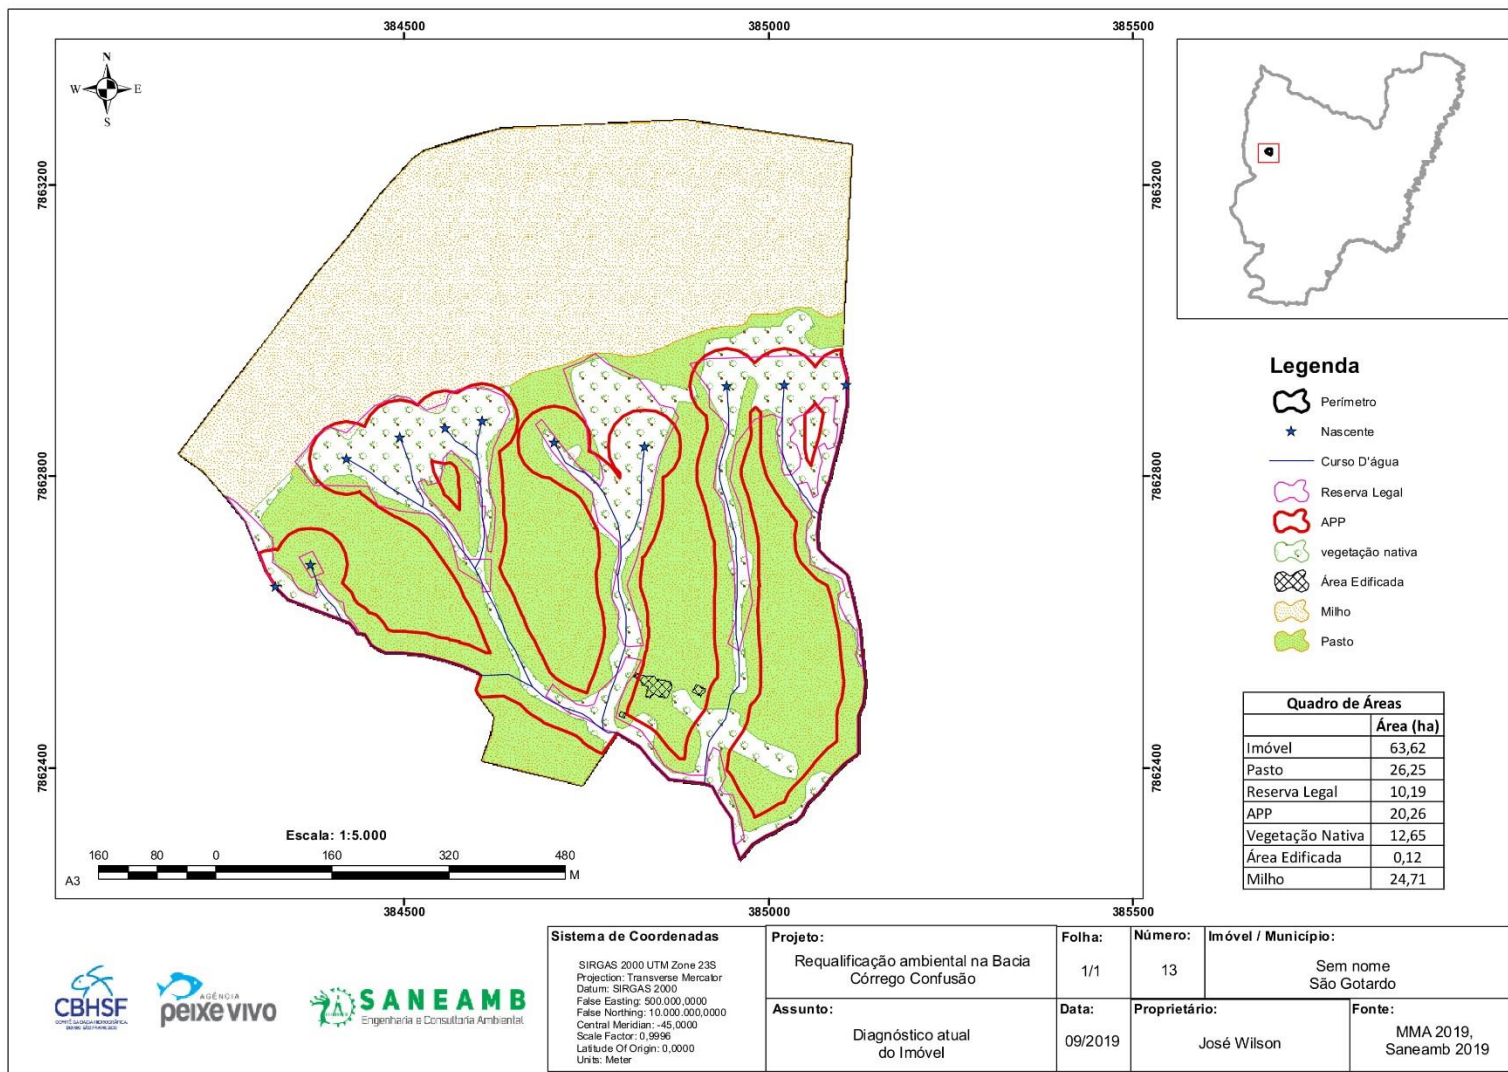 384500
385000
385500
N
W
E
S
7863200
7863200
7862800
7862800
7862400
7862400
Legenda
Perímetro
Nascente
Curso D'água
Reserva Legal
APP
vegetação nativa
Área Edificada
Milho
Pasto
Quadro de Áreas
Área (ha)
Imóvel 63,62
Pasto 26,25
Reserva Legal 10,19
APP 20,26
Vegetação Nativa 12,65
Área Edificada 0,12
Milho 24,71
Escala: 1:5.000
160 80 0 160 320 480
M
A3
384500
385000
385500
CBHSF
AGÊNCIA
peixe vivo
SANEAMB
Engenharia e Consultoria Ambiental
Sistema de Coordenadas
SIRGAS 2000 UTM Zone 23S
Projection: Transverse Mercator
Datum: SIRGAS 2000
False Easting: 500.000,0000
False Northing: 10.000.000,0000
Central Meridian: -45,0000
Scale Factor: 0,9996
Latitude Of Origin: 0,0000
Units: Meter
Projeto:
Requalificação ambiental na Bacia
Córrego Confusão
Folha:
1/1
Número:
13
Imóvel / Município:
Sem nome
São Gotardo
Assunto:
Diagnóstico atual
do Imóvel
Data:
09/2019
Proprietário:
José Wilson
Fonte:
MMA 2019,
Saneamb 2019